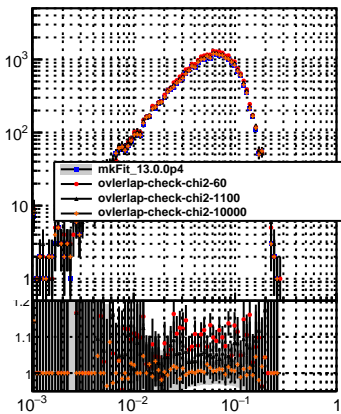 10³
10²
10
mkFit_13.0.0p4
ovlerlap-check-chi2-60
ovlerlap-check-chi2-1100
ovlerlap-check-chi2-10000
1
1.2
1.1
1.
10⁻³ 10⁻² 10⁻¹ 1